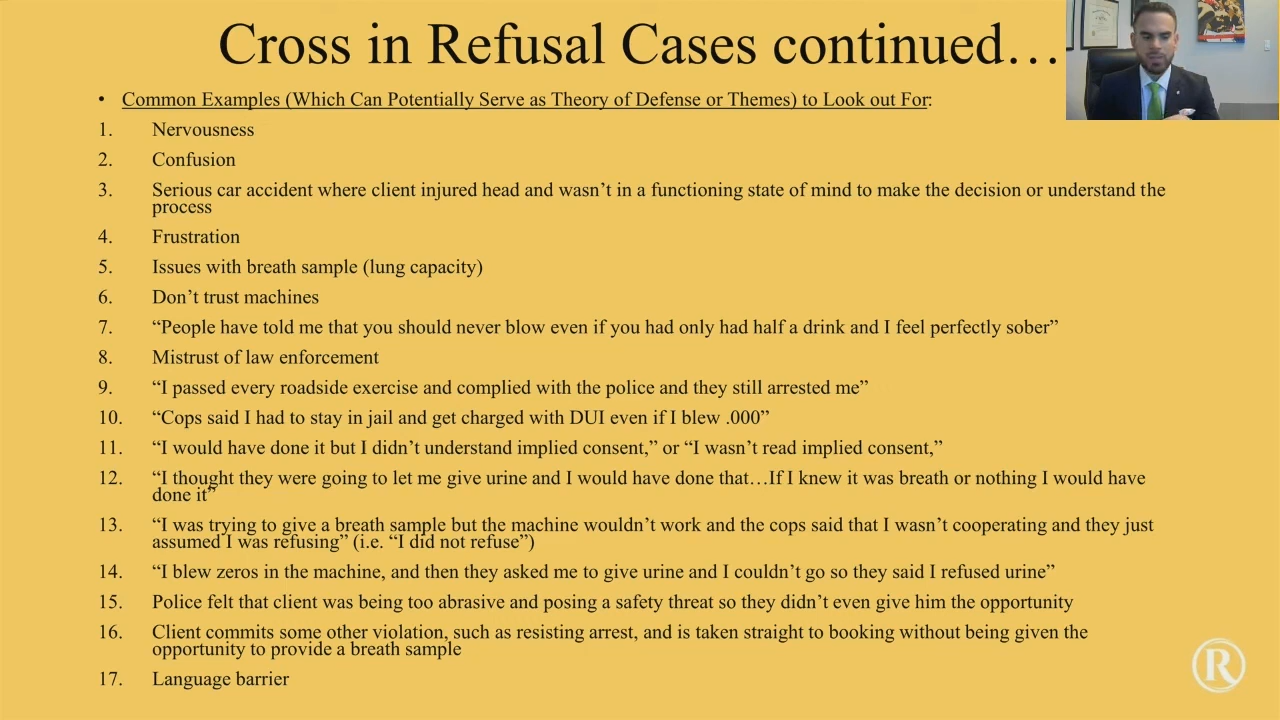 Cross in Refusal Cases continued…
• Common Examples (Which Can Potentially Serve as Theory of Defense or Themes) to Look out For:
1. Nervousness
2. Confusion
3. Serious car accident where client injured head and wasn’t in a functioning state of mind to make the decision or understand the
process
4. Frustration
5. Issues with breath sample (lung capacity)
6. Don’t trust machines
7. “People have told me that you should never blow even if you had only had half a drink and I feel perfectly sober”
8. Mistrust of law enforcement
9. “I passed every roadside exercise and complied with the police and they still arrested me”
10. “Cops said I had to stay in jail and get charged with DUI even if I blew .000”
11. “I would have done it but I didn’t understand implied consent,” or “I wasn’t read implied consent,”
12. “I thought they were going to let me give urine and I would have done that…If I knew it was breath or nothing I would have
done it”
13. “I was trying to give a breath sample but the machine wouldn’t work and the cops said that I wasn’t cooperating and they just
assumed I was refusing” (i.e. “I did not refuse”)
14. “I blew zeros in the machine, and then they asked me to give urine and I couldn’t go so they said I refused urine”
15. Police felt that client was being too abrasive and posing a safety threat so they didn’t even give him the opportunity
16. Client commits some other violation, such as resisting arrest, and is taken straight to booking without being given the
opportunity to provide a breath sample
17. Language barrier
R